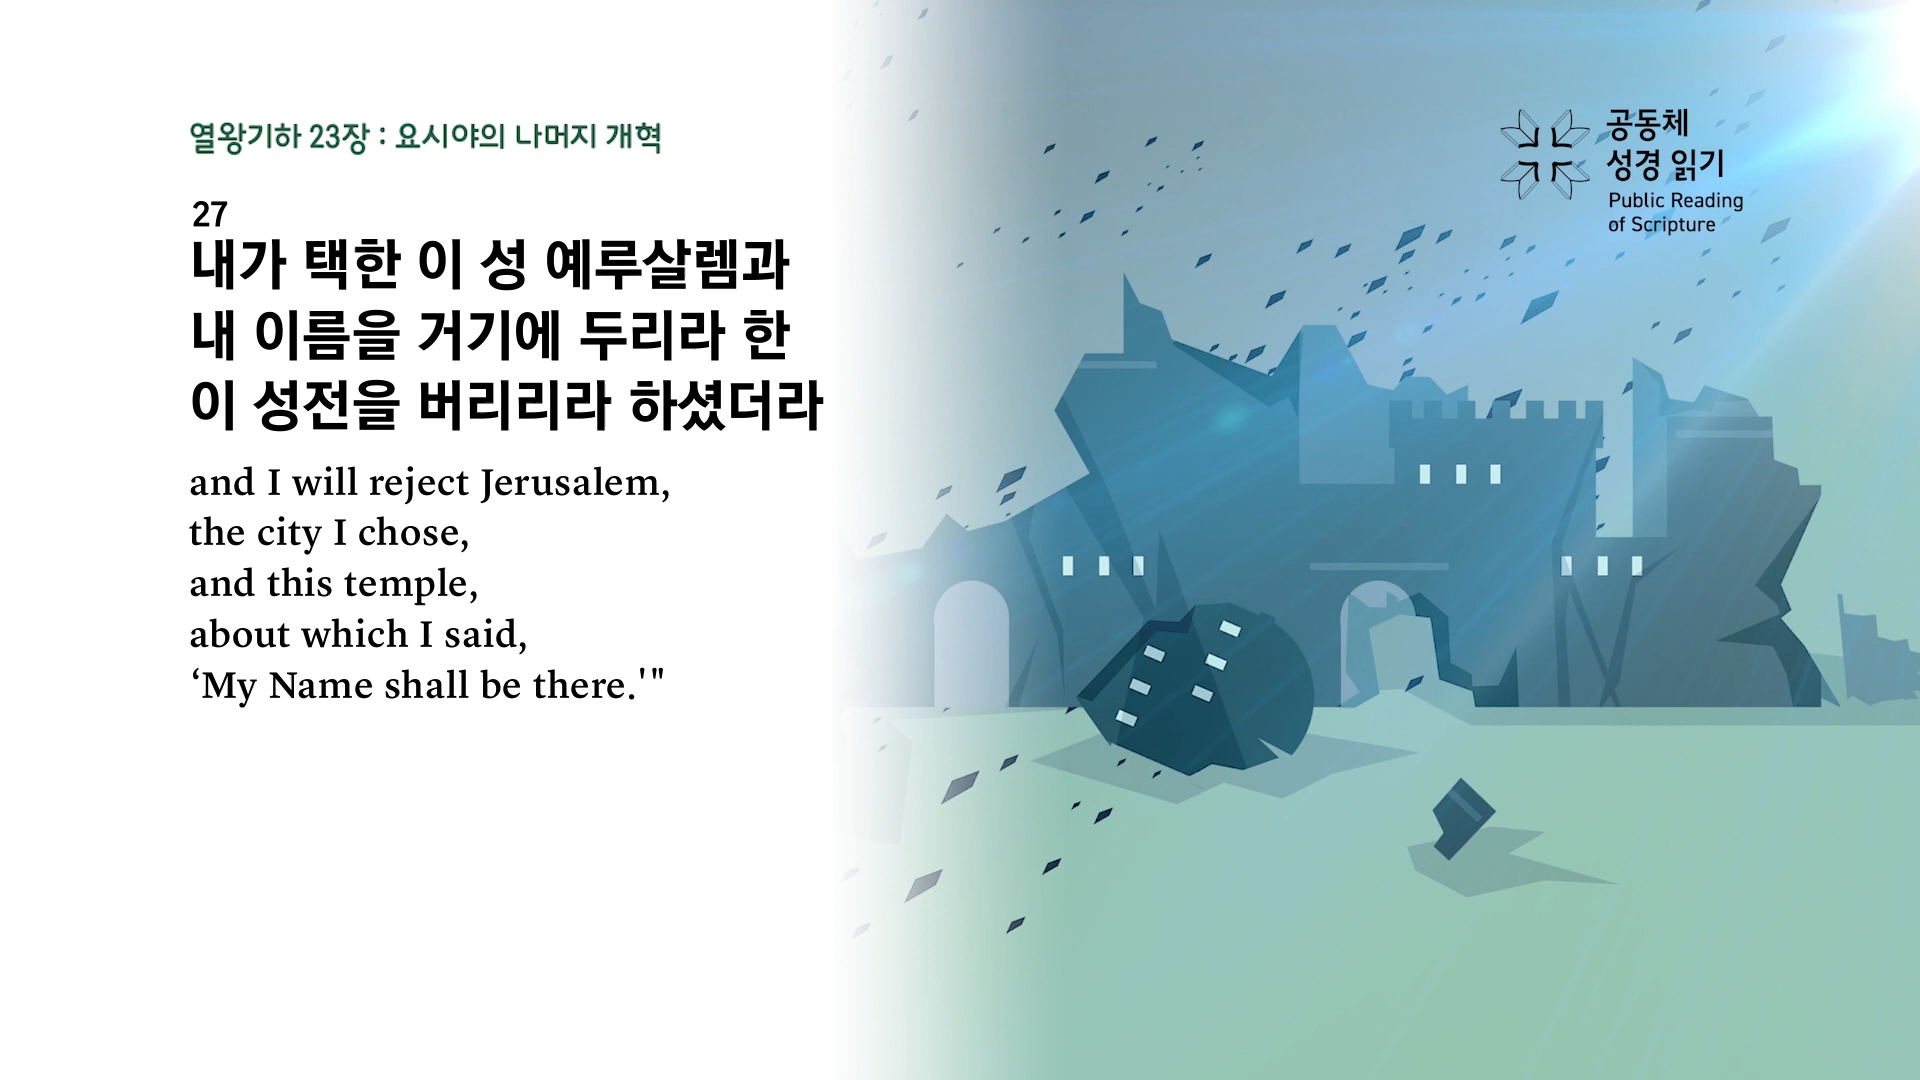 열왕기하 23장 : 요시야의 나머지 개혁
27
내가 택한 이 성 예루살렘과
내 이름을 거기에 두리라 한
이 성전을 버리리라 하셨더라
and I will reject Jerusalem,
the city I chose,
and this temple,
about which I said,
‘My Name shall be there.'"
공동체
성경 읽기
Public Reading
of Scripture